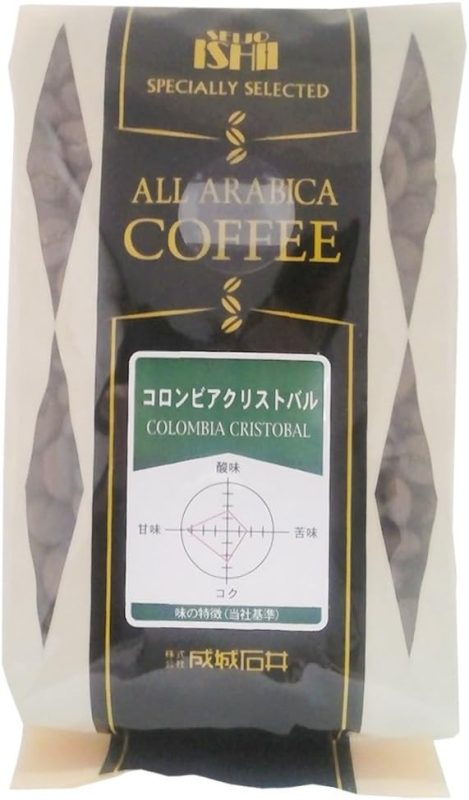 SEIJO
ISHII
SPECIALLY SELECTED
ALL ARABICA
COFFEE
コロンビアクリストバル
COLOMBIA CRISTOBAL
酸味
甘味
苦味
コク
味の特徴(当社基準)
株式会社 成城石井